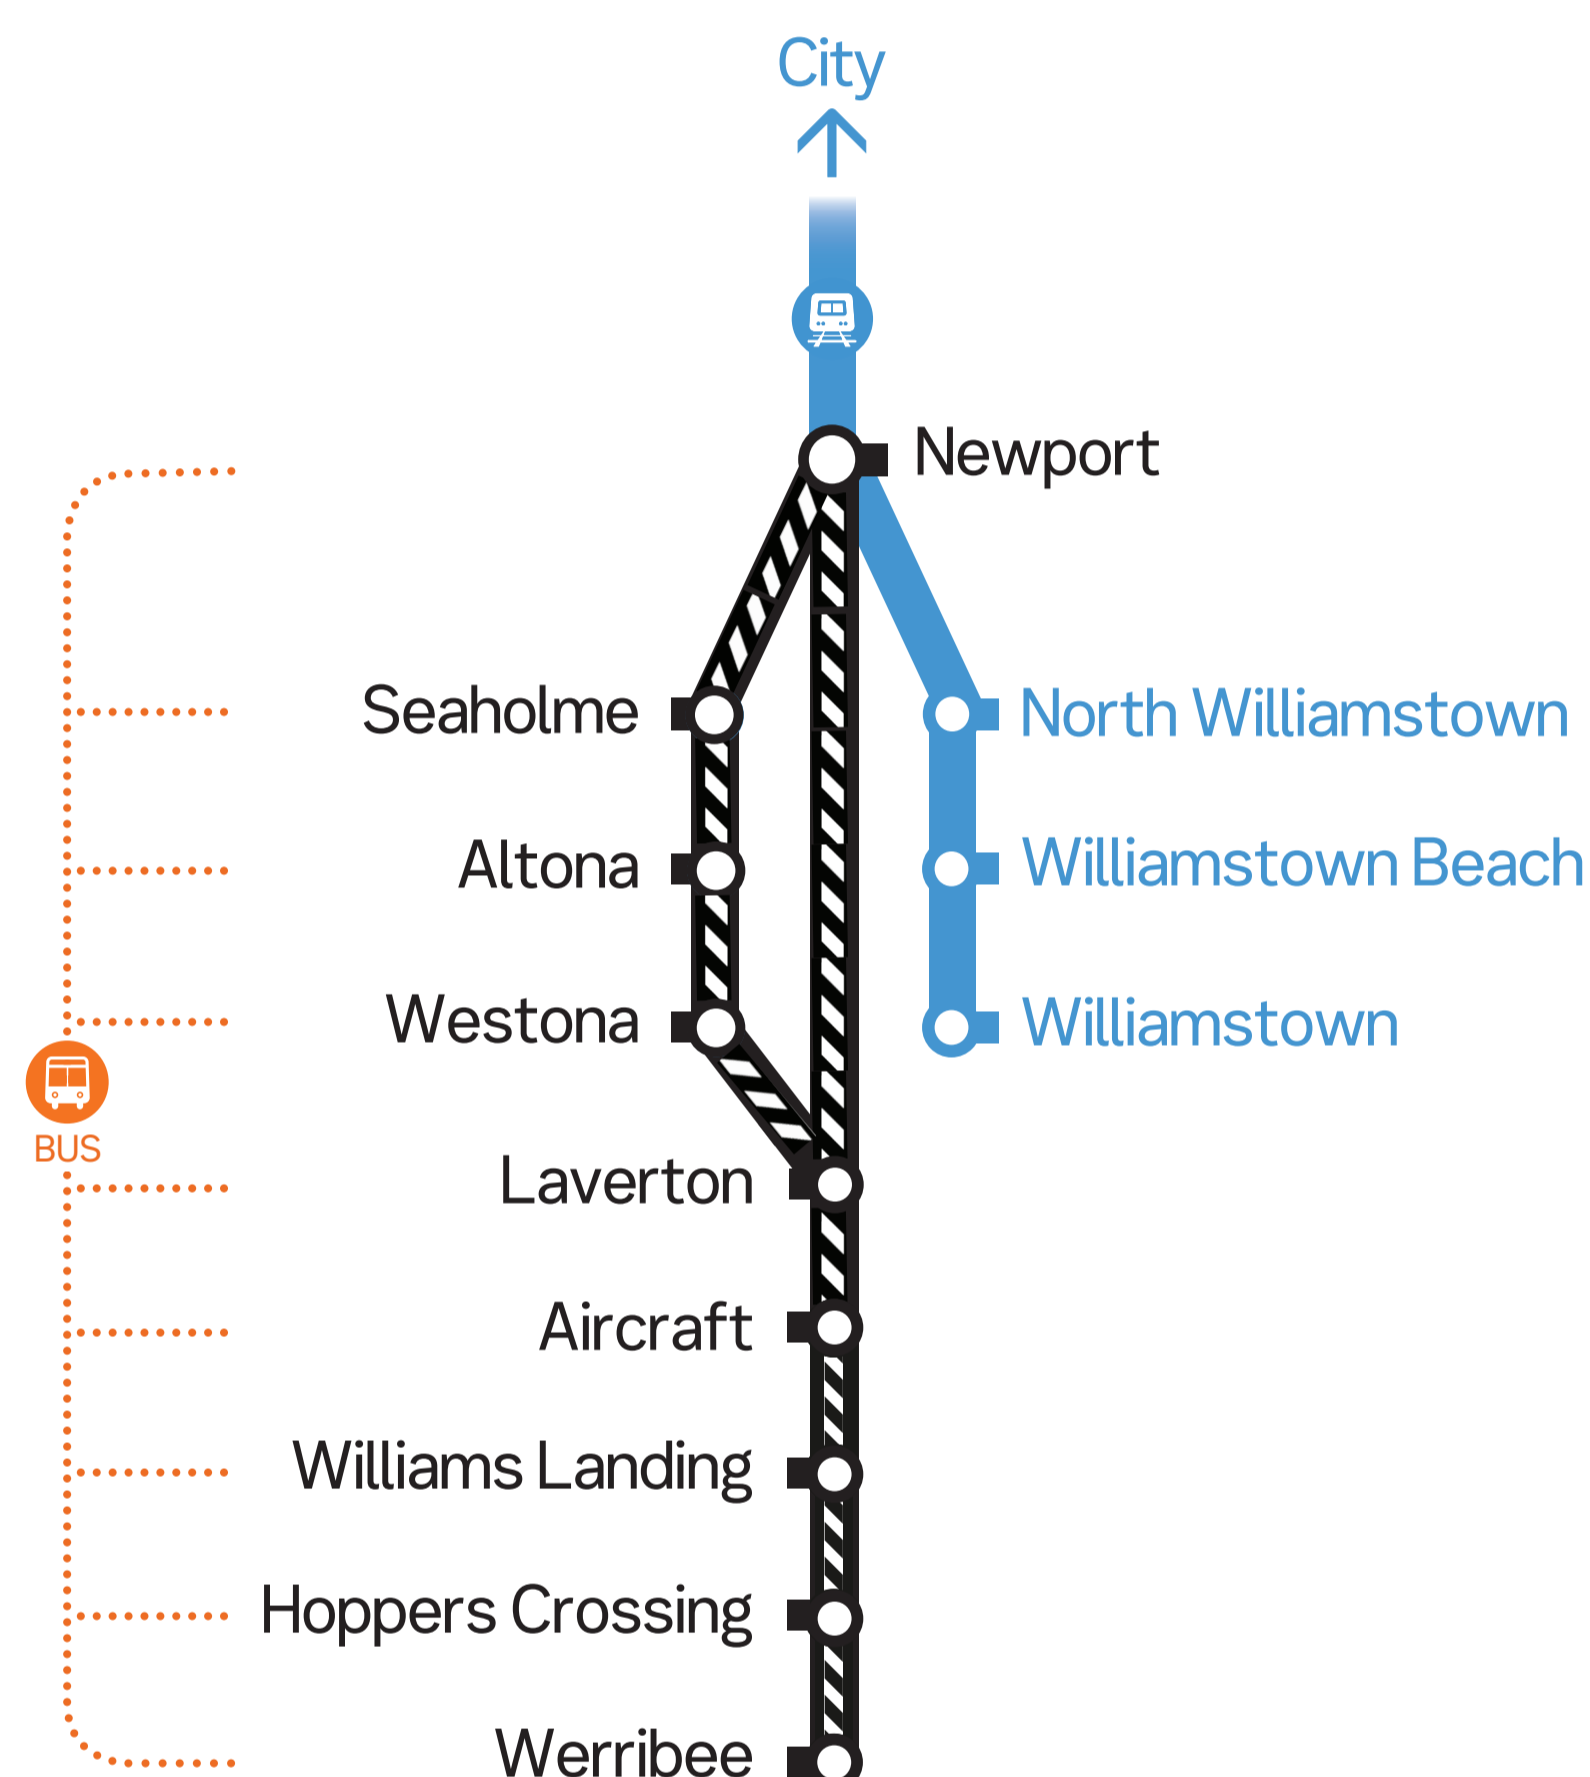 City
Newport
Seaholme
North Williamstown
Altona
Williamstown Beach
Westona
Williamstown
BUS
Laverton
Aircraft
Williams Landing
Hoppers Crossing
Werribee